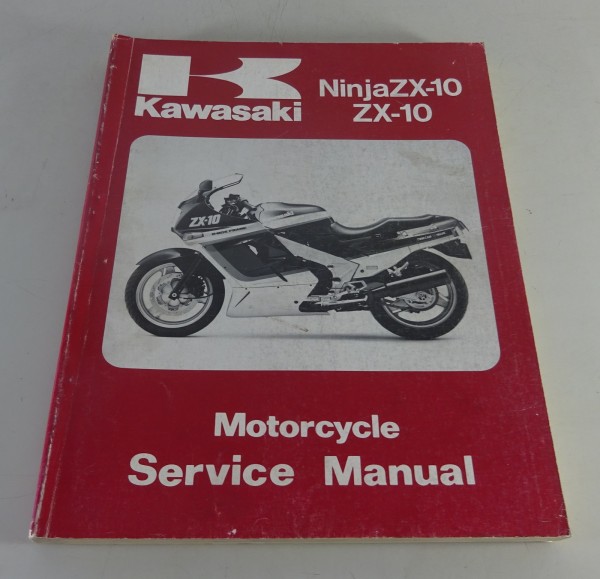 Kawasaki
NinjaZX-10
ZX-10
ZX-10
Motorcycle
Service Manual